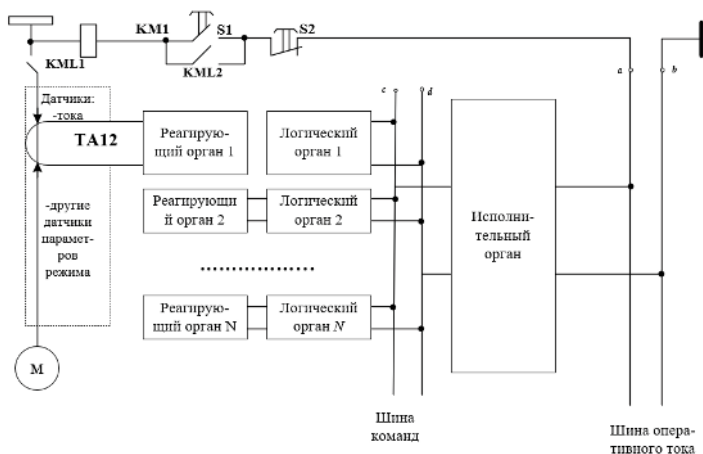 KM1
S1
S2
KML1
KML2
a
b
c
d
Датчики:
-тока
TA12
Реагирую-
щий орган 1
Логический
орган 1
Реагирующи
й орган 2
Логический
орган 2
-другие
датчики
парамет-
ров
режима
Исполни-
тельный
орган
Реагирую-
щий орган N
Логический
орган N
М
Шина
команд
Шина опера-
тивного тока